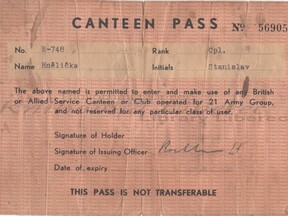 CANTEEN PASS
No 56905
No. R-748 Rank Cpl.
Name Hnělička Initials Stanislav
The above named is permitted to enter and make use of any British
or Allied Service Canteen or Club operated for 21 Army Group,
and not reserved for any particular class of user.
Signature of Holder
Signature of Issuing Officer
Signature of
THIS PASS IS NOT TRANSFERABLE